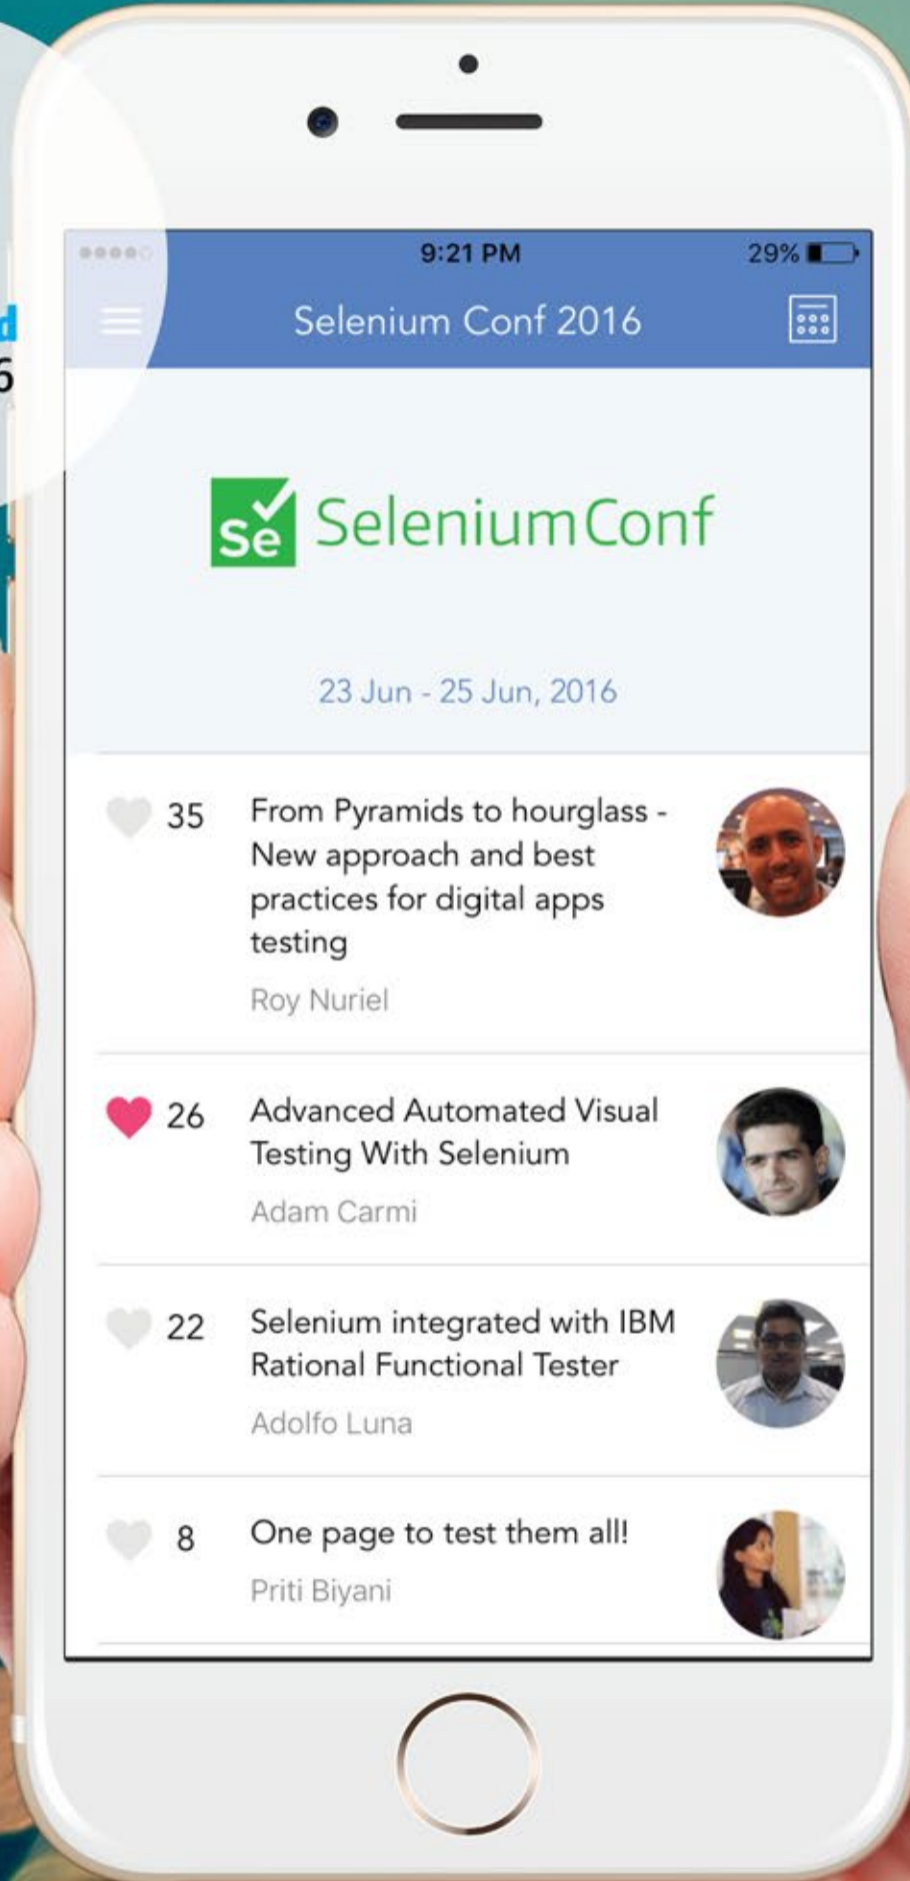 d
6
9:21 PM 29%
Selenium Conf 2016
Se SeleniumConf
23 Jun - 25 Jun, 2016
35 From Pyramids to hourglass -
New approach and best
practices for digital apps
testing
Roy Nuriel
26 Advanced Automated Visual
Testing With Selenium
Adam Carmi
22 Selenium integrated with IBM
Rational Functional Tester
Adolfo Luna
8 One page to test them all!
Priti Biyani